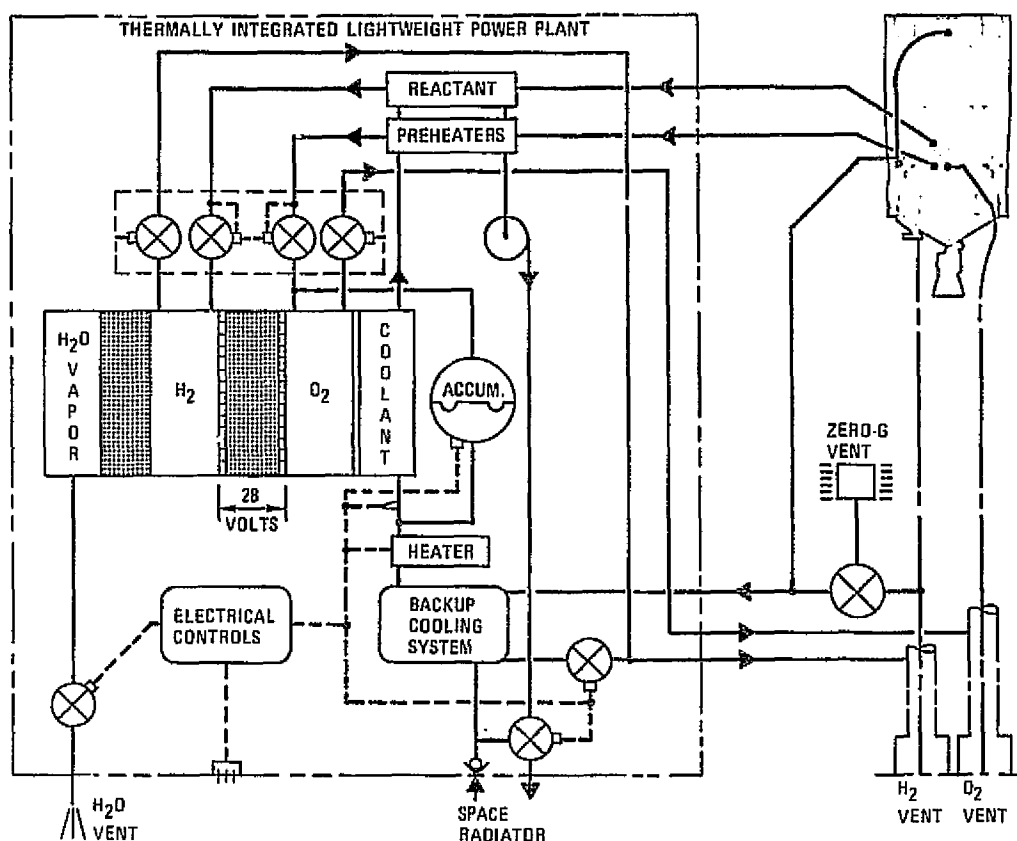 THERMALLY INTEGRATED LIGHTWEIGHT POWER PLANT
REACTANT
PREHEATERS
H2O
VAPOR
H2
O2
COOLANT
ACCUM.
28
VOLTS
HEATER
ELECTRICAL
CONTROLS
BACKUP
COOLING
SYSTEM
ZERO-G
VENT
H2O
VENT
SPACE
RADIATOR
H2
VENT
O2
VENT